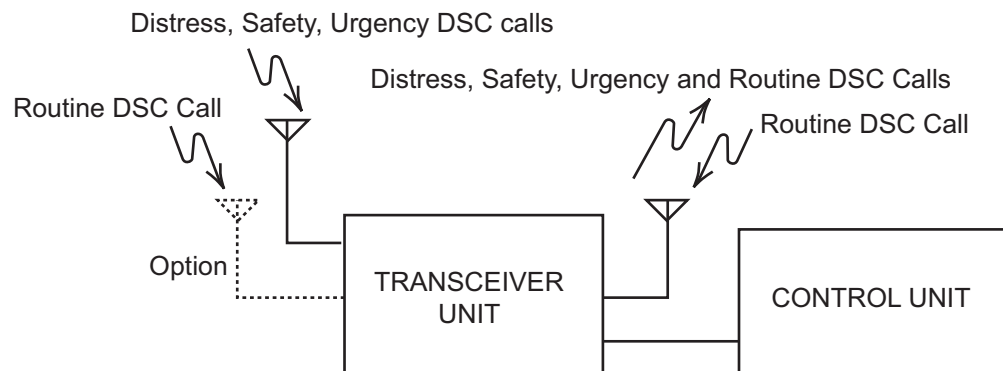 Distress, Safety, Urgency DSC calls
Distress, Safety, Urgency and Routine DSC Calls
Routine DSC Call
Routine DSC Call
Option
TRANSCEIVER
UNIT
CONTROL UNIT